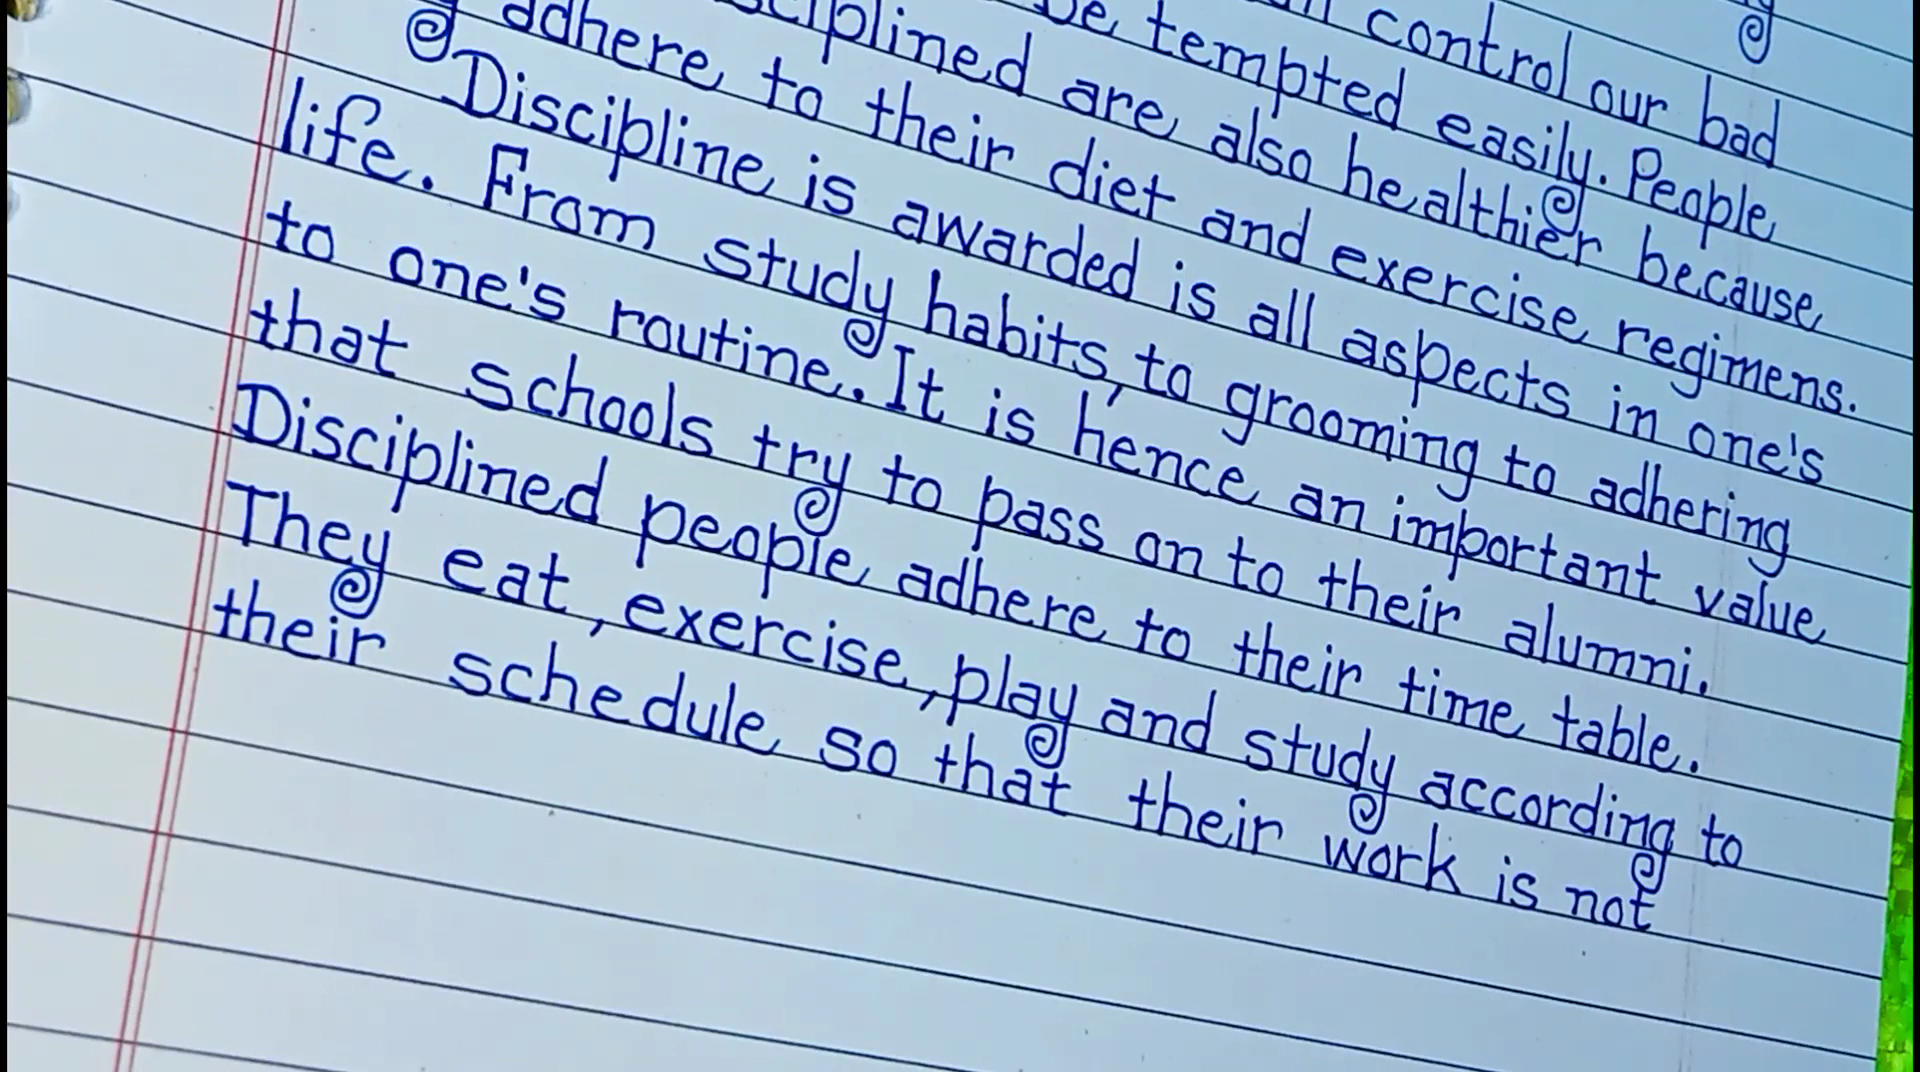 control our bad
be tempted easily. People
disciplined are also healthier because
adhere to their diet and exercise regimens.
Discipline is awarded is all aspects in one's
life. From study habits, to grooming to adhering
to one's routine. It is hence an important value
that schools try to pass on to their alumni.
Disciplined people adhere to their time table.
They eat, exercise, play and study according to
their schedule so that their work is not